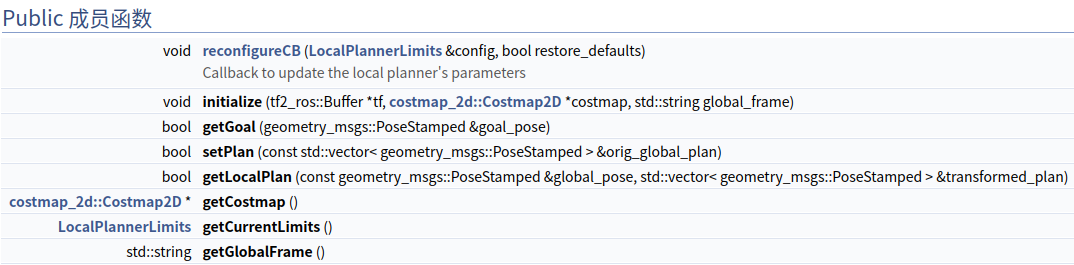 Public 成员函数
void reconfigureCB (LocalPlannerLimits &config, bool restore_defaults)
Callback to update the local planner's parameters
void initialize (tf2_ros::Buffer *tf, costmap_2d::Costmap2D *costmap, std::string global_frame)
bool getGoal (geometry_msgs::PoseStamped &goal_pose)
bool setPlan (const std::vector< geometry_msgs::PoseStamped > &orig_global_plan)
bool getLocalPlan (const geometry_msgs::PoseStamped &global_pose, std::vector< geometry_msgs::PoseStamped > &transformed_plan)
costmap_2d::Costmap2D * getCostmap ()
LocalPlannerLimits getCurrentLimits ()
std::string getGlobalFrame ()